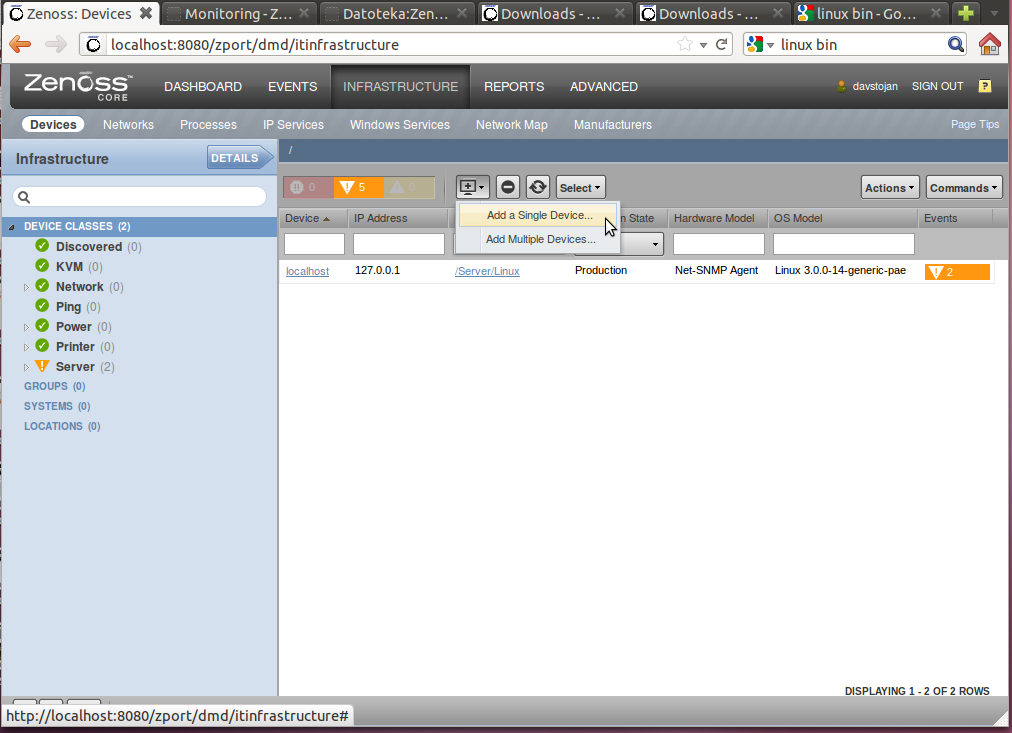 Zenoss: Devices Monitoring - Z... Datoteka:Zen... Downloads - ... Downloads - ... linux bin - Go...
localhost:8080/zport/dmd/itinfrastructure linux bin
Zenoss™ CORE DASHBOARD EVENTS INFRASTRUCTURE REPORTS ADVANCED davstojan SIGN OUT ?
Devices Networks Processes IP Services Windows Services Network Map Manufacturers Page Tips
Infrastructure DETAILS /
0 5 0 Select Actions Commands
Device IP Address n State Hardware Model OS Model Events
Add a Single Device...
Add Multiple Devices...
localhost 127.0.0.1 /Server/Linux Production Net-SNMP Agent Linux 3.0.0-14-generic-pae 2
DEVICE CLASSES (2)
Discovered (0)
KVM (0)
Network (0)
Ping (0)
Power (0)
Printer (0)
Server (2)
GROUPS (0)
SYSTEMS (0)
LOCATIONS (0)
DISPLAYING 1 - 2 OF 2 ROWS
http://localhost:8080/zport/dmd/itinfrastructure#